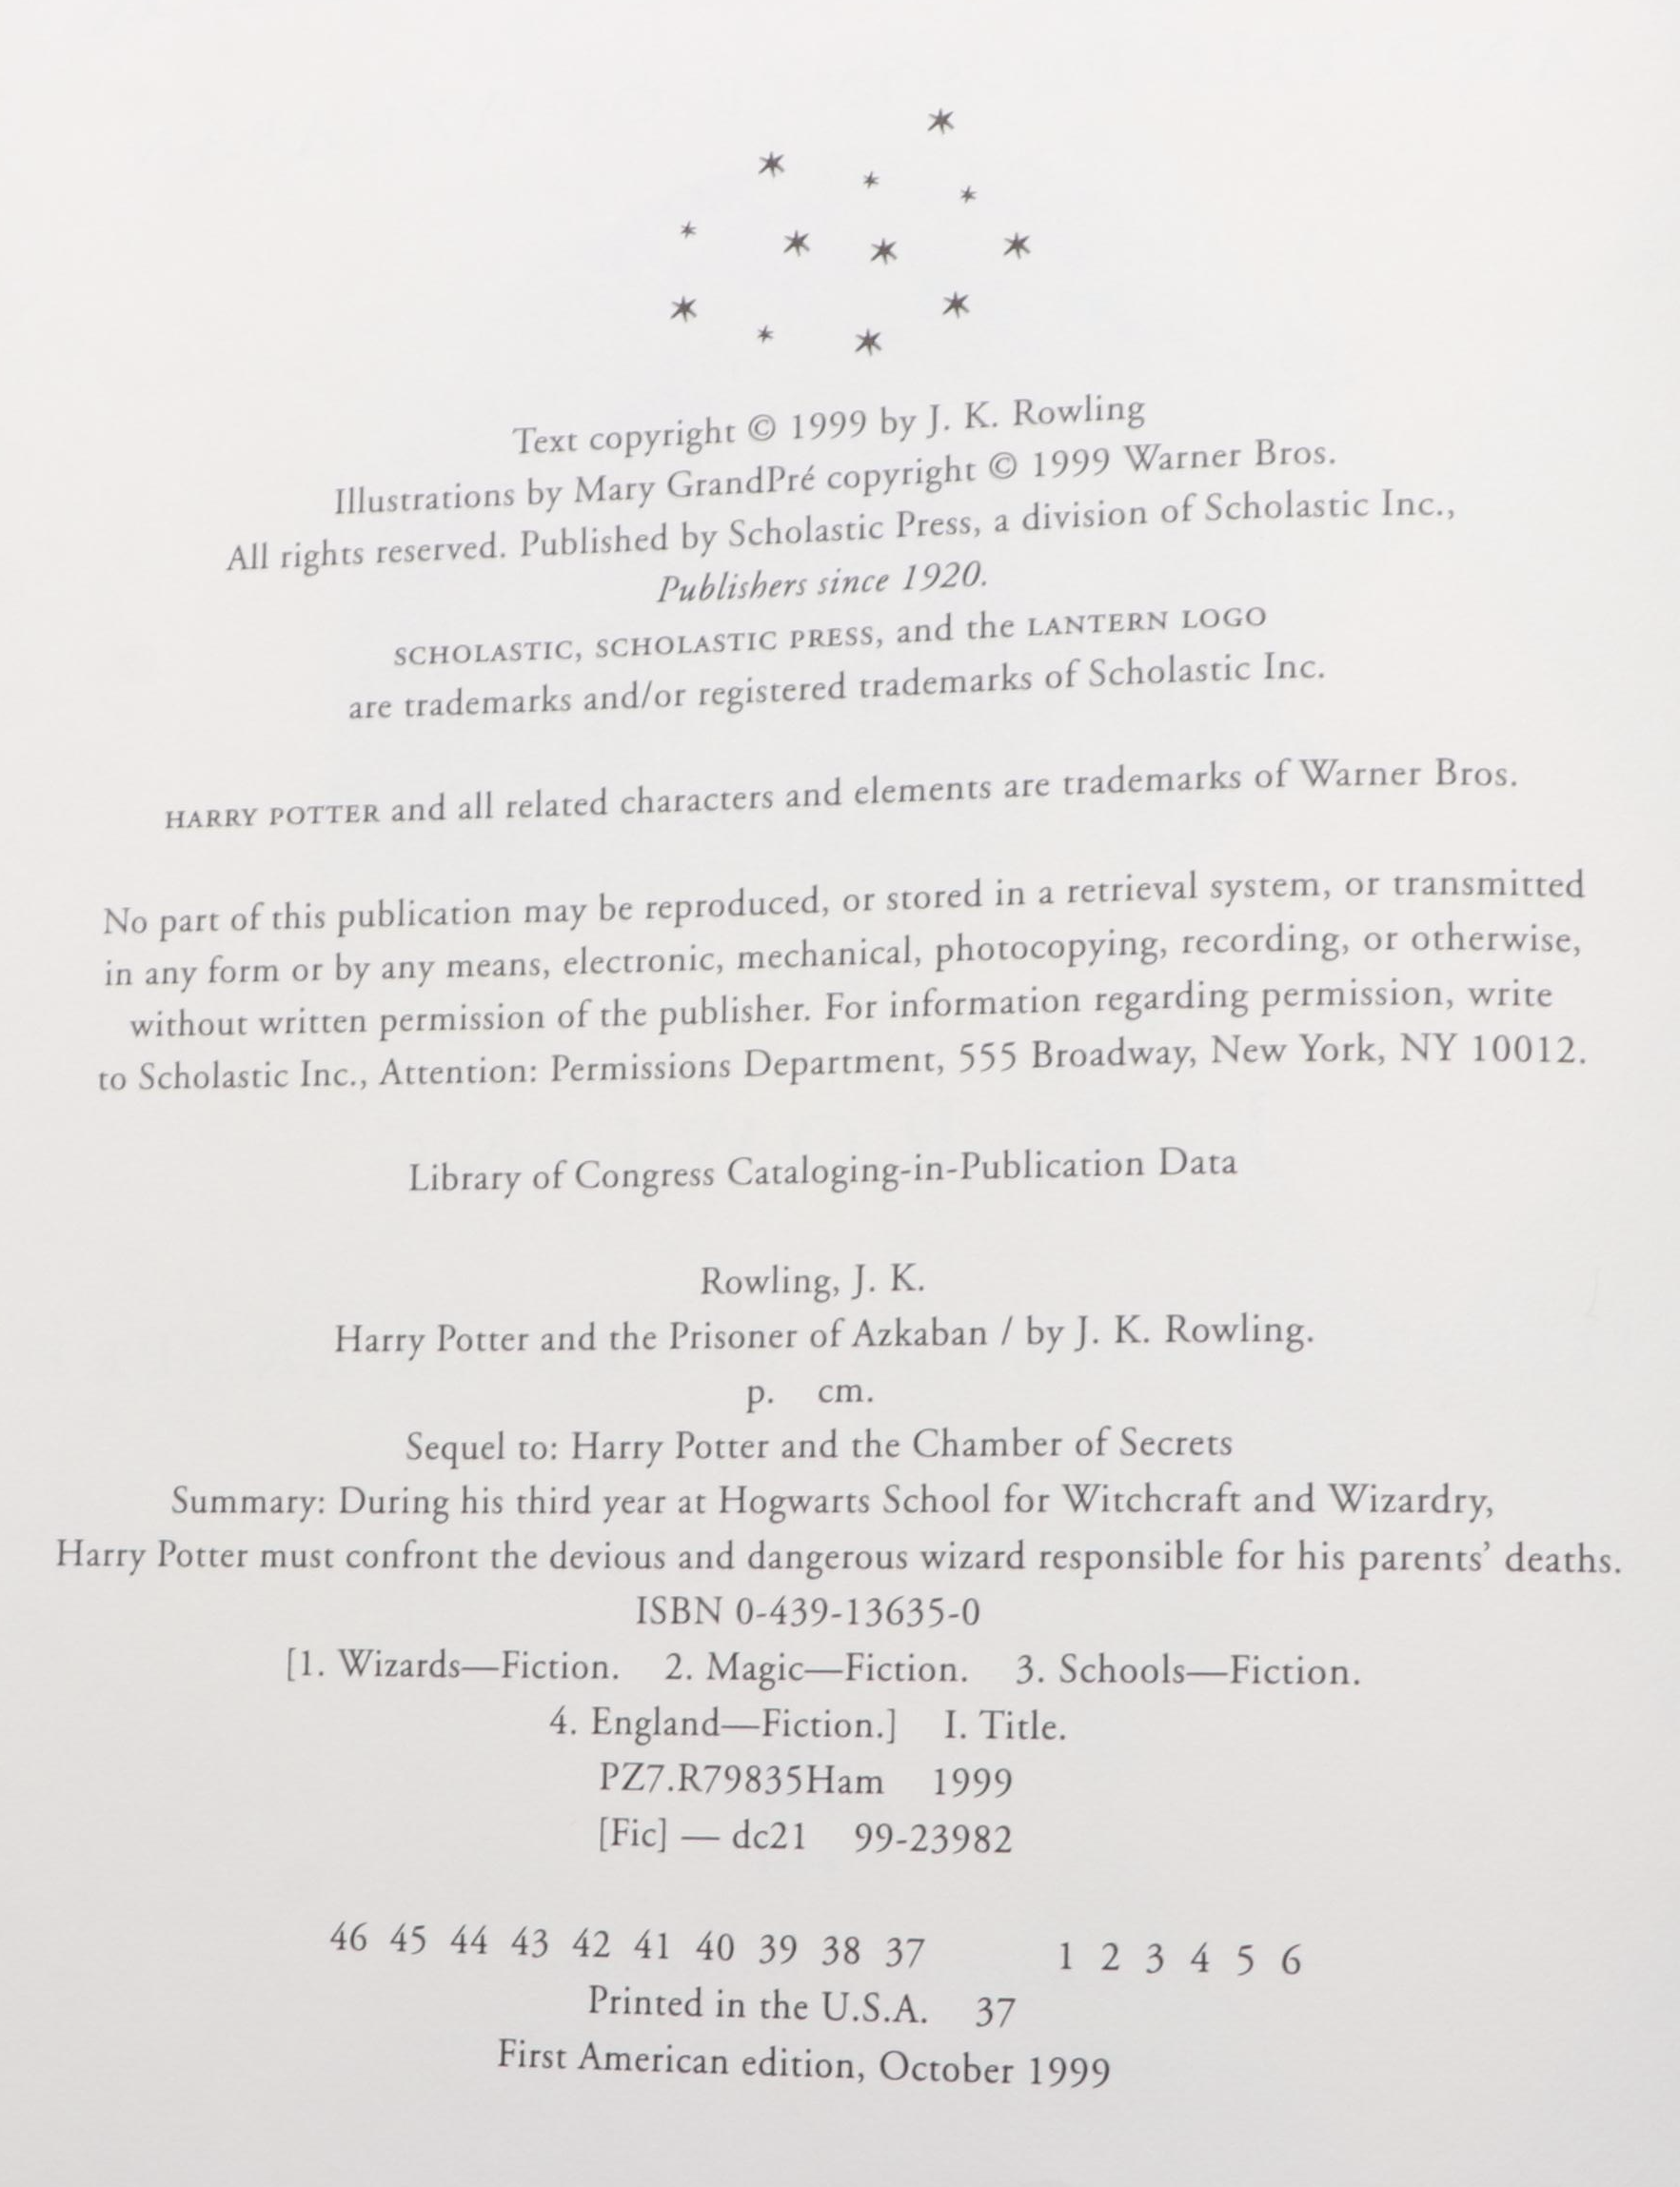 Text copyright © 1999 by J. K. Rowling
Illustrations by Mary GrandPré copyright © 1999 Warner Bros.
All rights reserved. Published by Scholastic Press, a division of Scholastic Inc.,
Publishers since 1920.
SCHOLASTIC, SCHOLASTIC PRESS, and the LANTERN LOGO
are trademarks and/or registered trademarks of Scholastic Inc.
HARRY POTTER and all related characters and elements are trademarks of Warner Bros.
No part of this publication may be reproduced, or stored in a retrieval system, or transmitted
in any form or by any means, electronic, mechanical, photocopying, recording, or otherwise,
without written permission of the publisher. For information regarding permission, write
to Scholastic Inc., Attention: Permissions Department, 555 Broadway, New York, NY 10012.
Library of Congress Cataloging-in-Publication Data
Rowling, J. K.
Harry Potter and the Prisoner of Azkaban / by J. K. Rowling.
p. cm.
Sequel to: Harry Potter and the Chamber of Secrets
Summary: During his third year at Hogwarts School for Witchcraft and Wizardry,
Harry Potter must confront the devious and dangerous wizard responsible for his parents’ deaths.
ISBN 0-439-13635-0
[1. Wizards—Fiction. 2. Magic—Fiction. 3. Schools—Fiction.
4. England—Fiction.] I. Title.
PZ7.R79835Ham 1999
[Fic] — dc21 99-23982
46 45 44 43 42 41 40 39 38 37 1 2 3 4 5 6
Printed in the U.S.A. 37
First American edition, October 1999